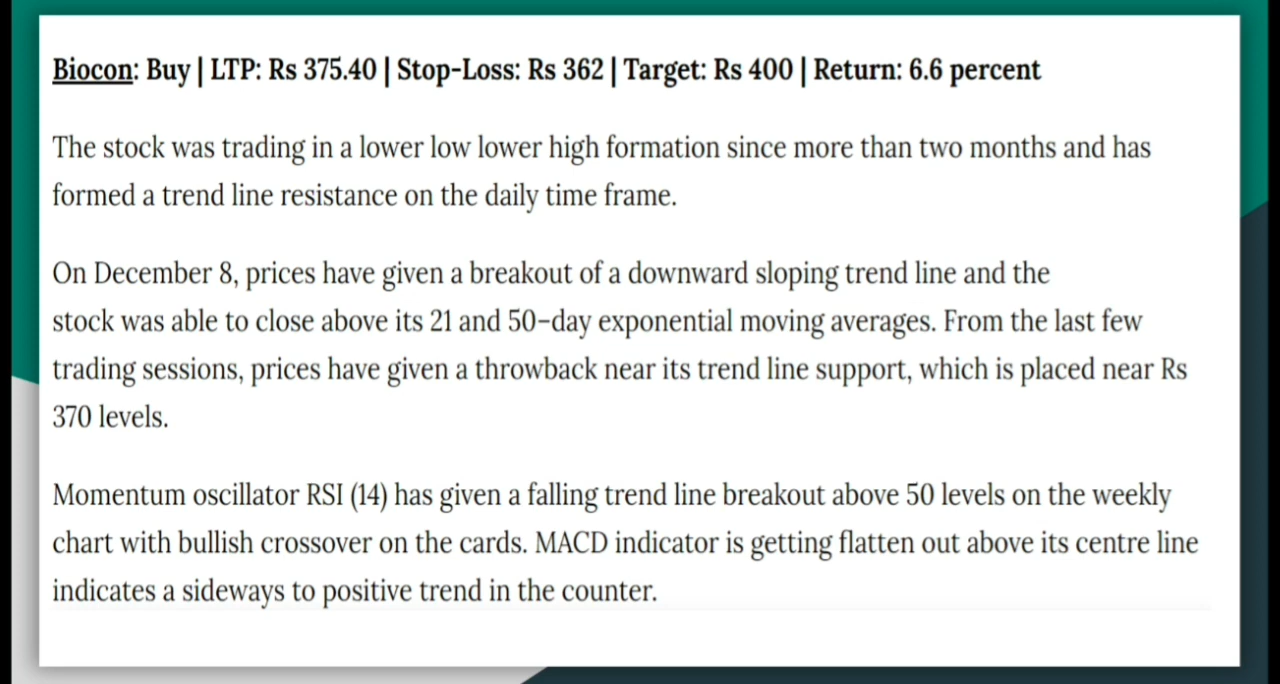 Biocon: Buy | LTP: Rs 375.40 | Stop-Loss: Rs 362 | Target: Rs 400 | Return: 6.6 percent
The stock was trading in a lower low lower high formation since more than two months and has
formed a trend line resistance on the daily time frame.
On December 8, prices have given a breakout of a downward sloping trend line and the
stock was able to close above its 21 and 50-day exponential moving averages. From the last few
trading sessions, prices have given a throwback near its trend line support, which is placed near Rs
370 levels.
Momentum oscillator RSI (14) has given a falling trend line breakout above 50 levels on the weekly
chart with bullish crossover on the cards. MACD indicator is getting flatten out above its centre line
indicates a sideways to positive trend in the counter.